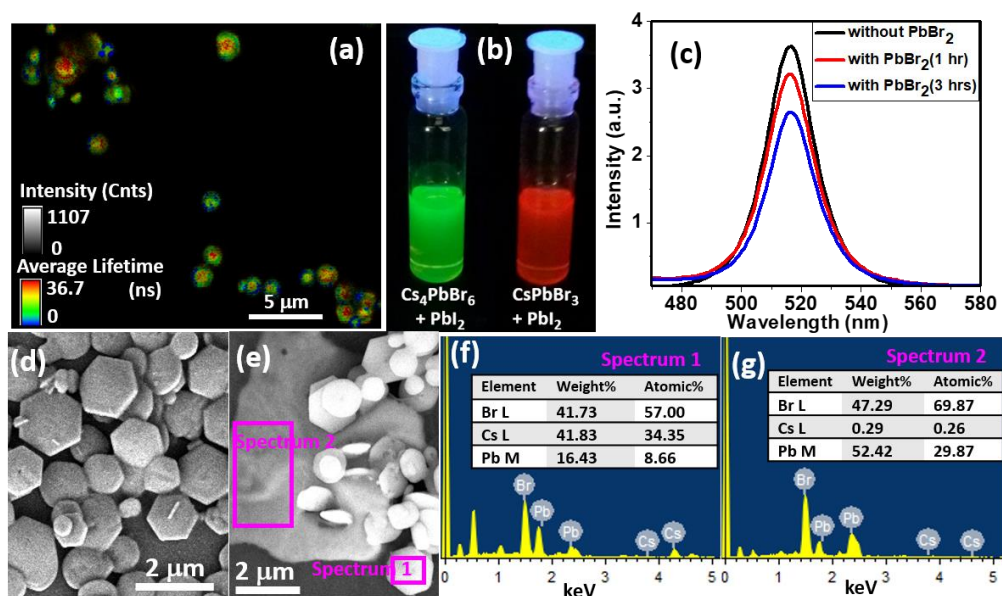 (a)
Intensity (Cnts)
1107
0
Average Lifetime
36.7
(ns)
0
5 μm
(b)
Cs4PbBr6
+ PbI2
CsPbBr3
+ PbI2
(c)
Intensity (a.u.)
4
3
2
1
without PbBr2
with PbBr2(1 hr)
with PbBr2(3 hrs)
480 500 520 540 560 580
Wavelength (nm)
(d)
2 μm
(e)
Spectrum 2
2 μm
Spectrum 1
(f)
Spectrum 1
Element Weight% Atomic%
Br L 41.73 57.00
Cs L 41.83 34.35
Pb M 16.43 8.66
Br
Pb
Pb
Cs
Cs
0 1 2 3 4 5
keV
(g)
Spectrum 2
Element Weight% Atomic%
Br L 47.29 69.87
Cs L 0.29 0.26
Pb M 52.42 29.87
Br
Pb
Pb
Cs
Cs
0 1 2 3 4 5
keV